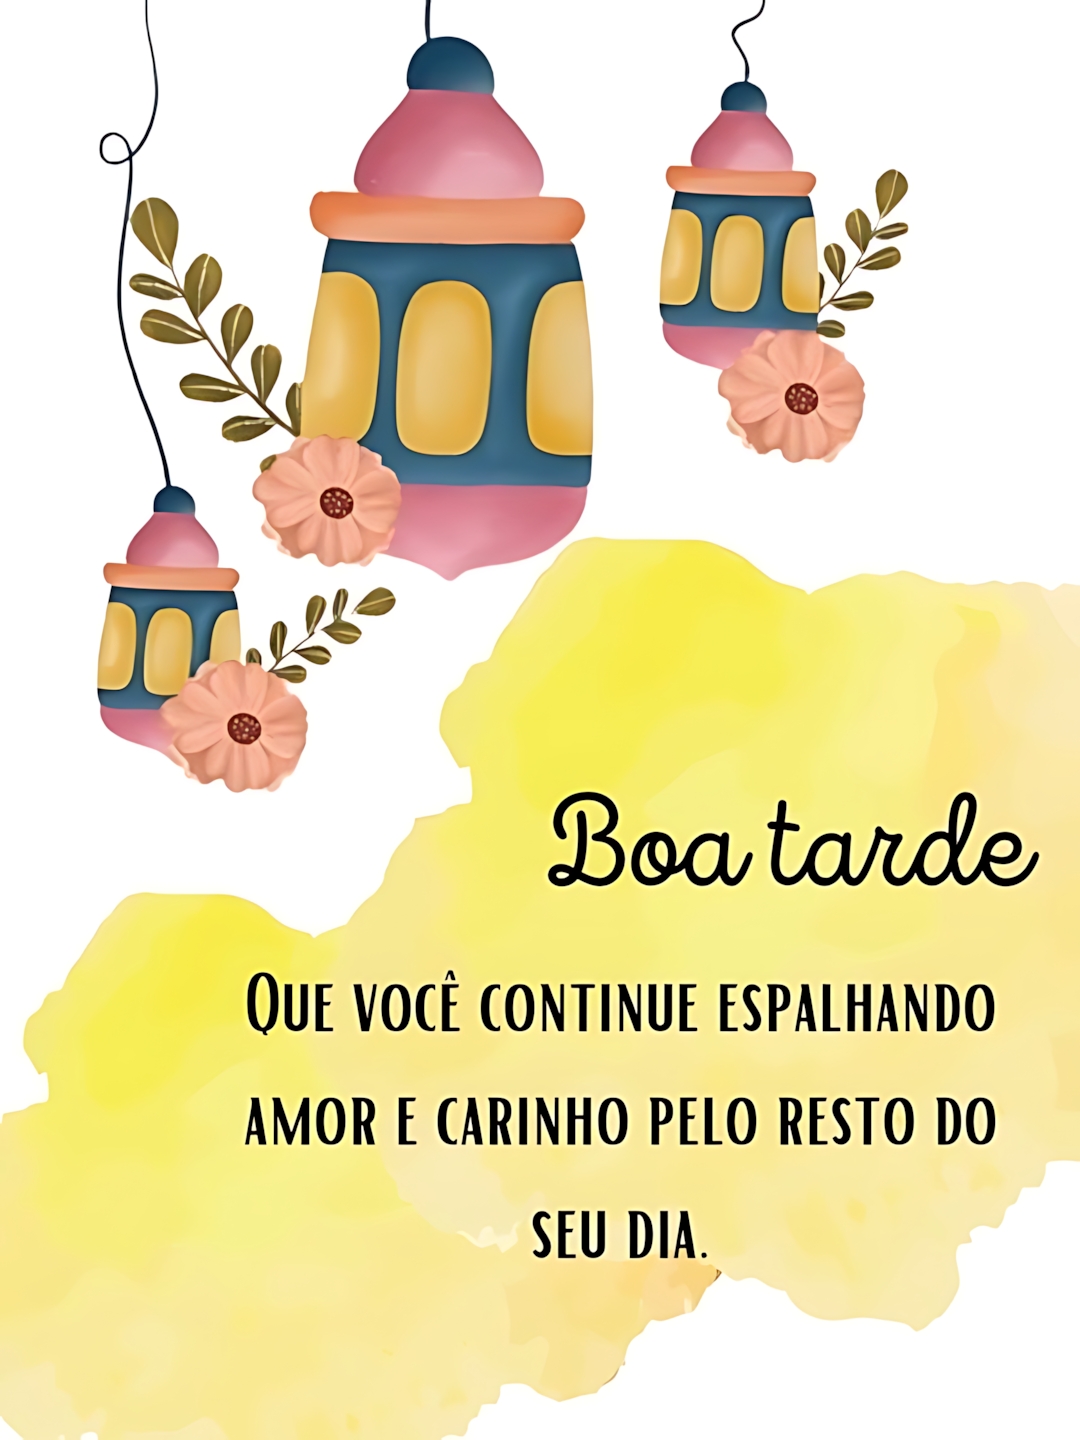 Boa tarde
Que você continue espalhando
amor e carinho pelo resto do
seu dia.